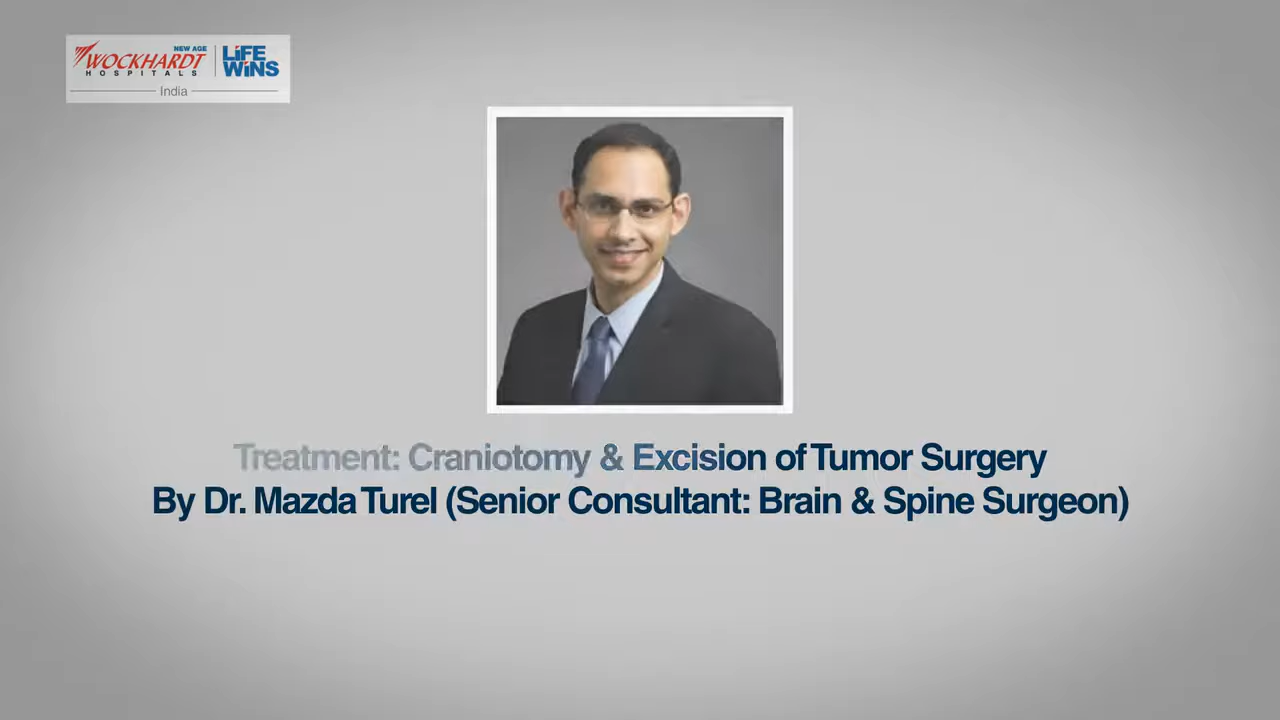 NEW AGE
WOCKHARDT
HOSPITALS
LiFE
WiNS
India
Treatment: Craniotomy & Excision of Tumor Surgery
By Dr. Mazda Turel (Senior Consultant: Brain & Spine Surgeon)